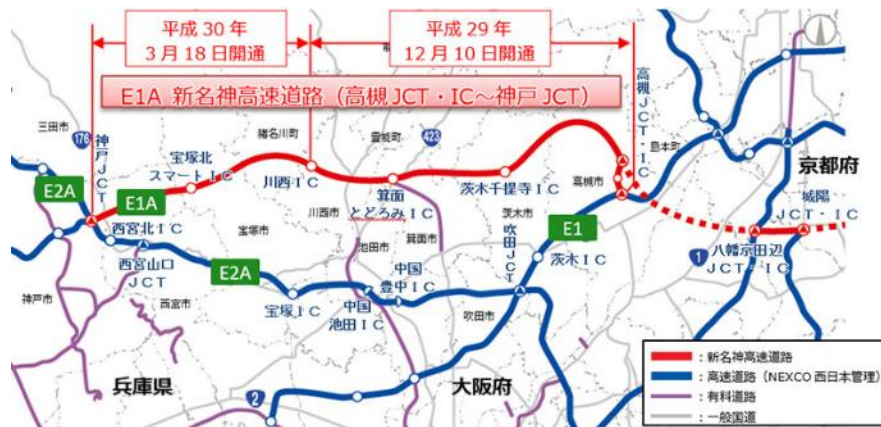 平成30年
3月18日開通
平成29年
12月10日開通
E1A 新名神高速道路（高槻JCT・IC～神戸JCT）
三田市
176
神戸JCT
猪名川町
豊能町
423
高槻JCT・IC
島本町
京都府
宝塚北
スマートIC
川西IC
箕面
とどろみIC
茨木千提寺IC
高槻市
城陽
JCT・IC
E2A
E1A
西宮北IC
川西市
茨木市
吹田JCT
E1
茨木IC
1
八幡京田辺
JCT・IC
宝塚市
池田市
箕面市
西宮山口
JCT
E2A
中国
豊中IC
神戸市
西宮市
宝塚IC
中国
池田IC
吹田市
兵庫県
2
大阪府
：新名神高速道路
：高速道路（NEXCO西日本管理）
：有料道路
：一般国道